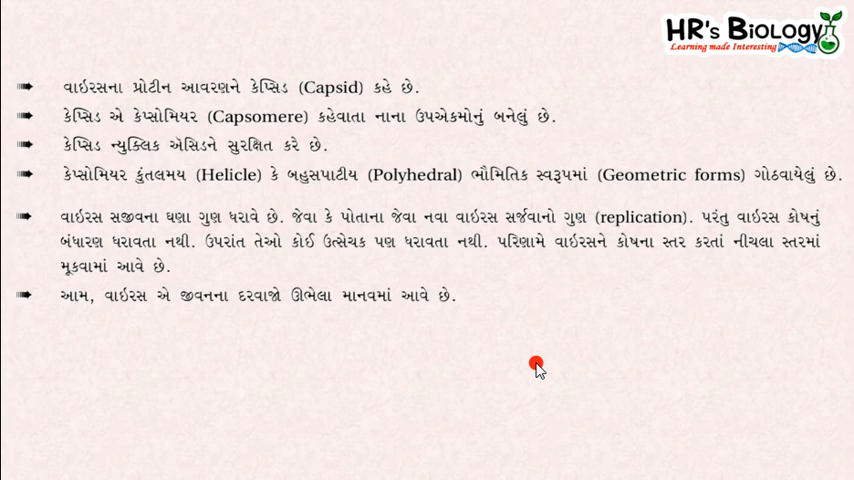 HR's Biology
Learning made Interesting
વાઇરસના પ્રોટીન આવરણને કેપ્સિડ (Capsid) કહે છે.
કેપ્સિડ એ કેપ્સોમિયર (Capsomere) કહેવાતા નાના ઉપએકમોનું બનેલું છે.
કેપ્સિડ ન્યુક્લિક ઍસિડને સુરક્ષિત કરે છે.
કેપ્સોમિયર કુંતલમય (Helicle) કે બહુસપાટીય (Polyhedral) ભૌમિતિક સ્વરૂપમાં (Geometric forms) ગોઠવાયેલું છે.
વાઇરસ સજીવના ઘણા ગુણ ધરાવે છે. જેવા કે પોતાના જેવા નવા વાઇરસ સર્જવાનો ગુણ (replication). પરંતુ વાઇરસ કોષનું
બંધારણ ધરાવતા નથી. ઉપરાંત તેઓ કોઈ ઉત્સેચક પણ ધરાવતા નથી. પરિણામે વાઇરસને કોષના સ્તર કરતાં નીચલા સ્તરમાં
મૂકવામાં આવે છે.
આમ, વાઇરસ એ જીવનના દરવાજો ઊભેલા માનવમાં આવે છે.